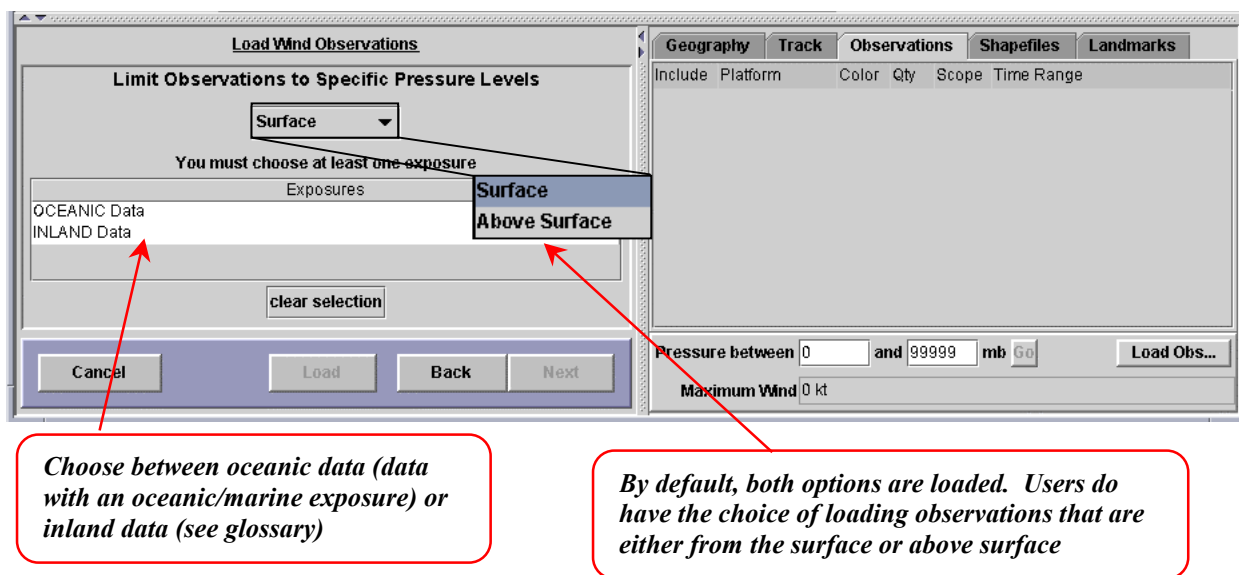 Load Wind Observations
Limit Observations to Specific Pressure Levels
Surface
You must choose at least one exposure
Exposures
OCEANIC Data
INLAND Data
Surface
Above Surface
clear selection
Cancel
Load
Back
Next
Geography Track Observations Shapefiles Landmarks
Include Platform Color Qty Scope Time Range
Pressure between 0 and 99999 mb Go Load Obs...
Maximum Wind 0 kt
Choose between oceanic data (data
with an oceanic/marine exposure) or
inland data (see glossary)
By default, both options are loaded. Users do
have the choice of loading observations that are
either from the surface or above surface